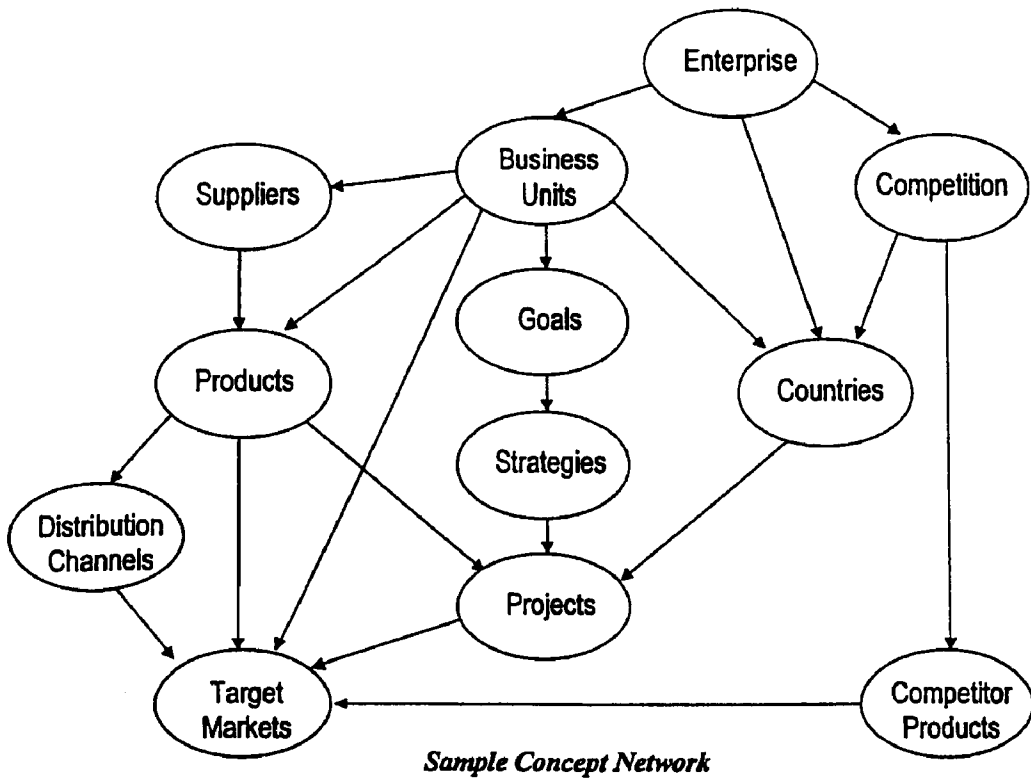 Enterprise
Business
Units
Suppliers
Competition
Goals
Products
Countries
Strategies
Distribution
Channels
Projects
Target
Markets
Competitor
Products
Sample Concept Network